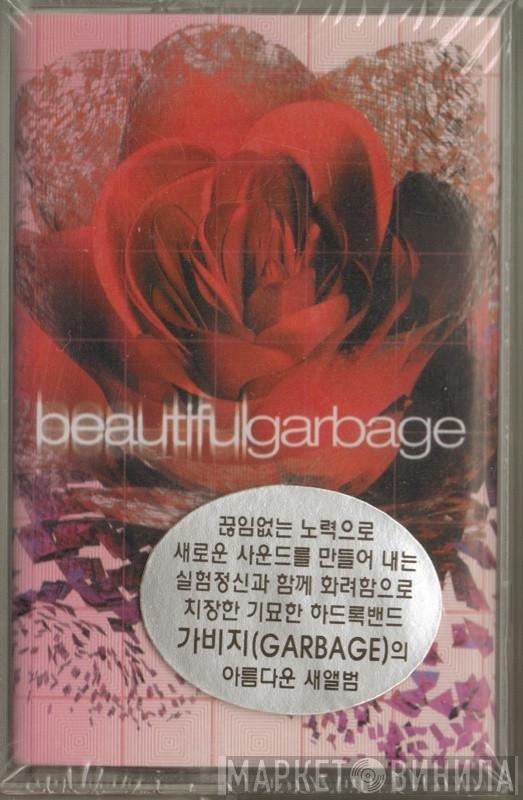 beautifulgarbage
끊임없는 노력으로
새로운 사운드를 만들어 내는
실험정신과 함께 화려함으로
치장한 기묘한 하드록밴드
가비지(GARBAGE)의
아름다운 새앨범
МАРКЕТ ВИНИЛА